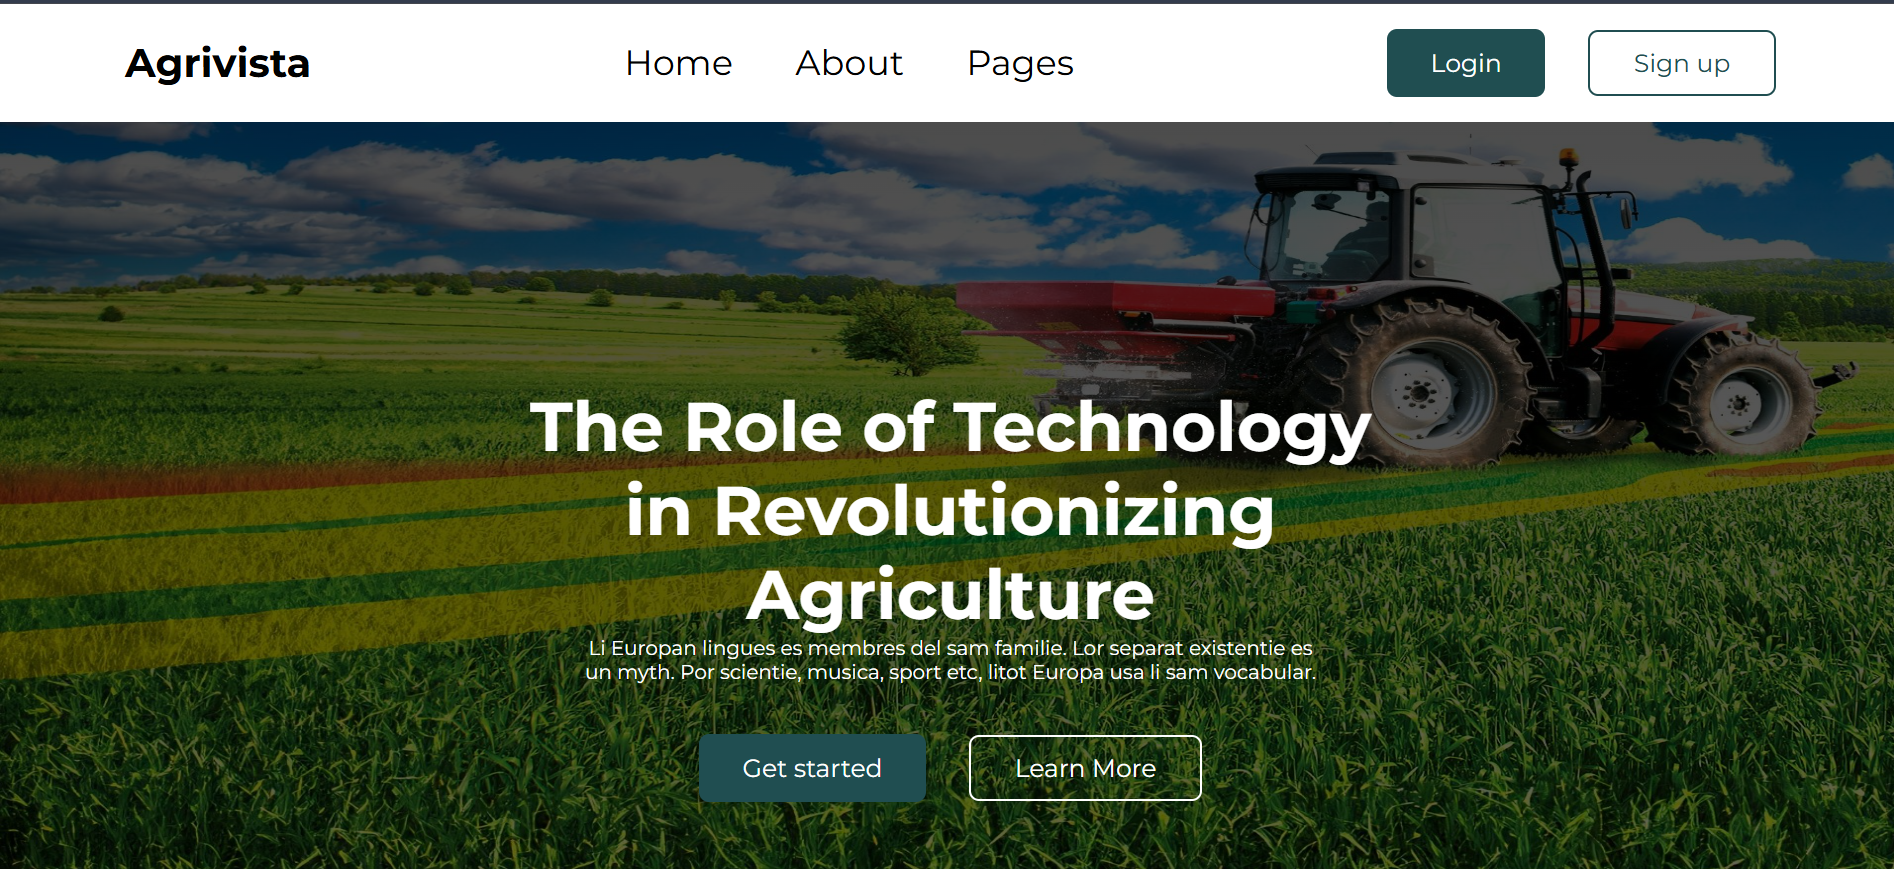 Agrivista
Home About Pages
Login
Sign up
The Role of Technology
in Revolutionizing
Agriculture
Li Europan lingues es membres del sam familie. Lor separat existentie es
un myth. Por scientie, musica, sport etc, litot Europa usa li sam vocabular.
Get started
Learn More